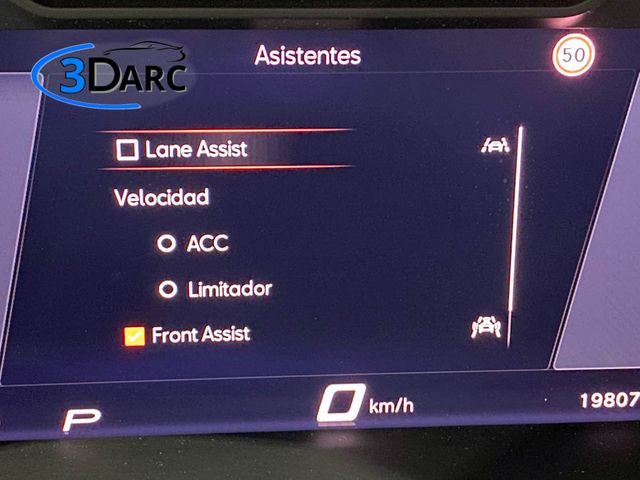 3DARC
Asistentes
50
Lane Assist
Velocidad
ACC
Limitador
Front Assist
P
0 km/h
19807